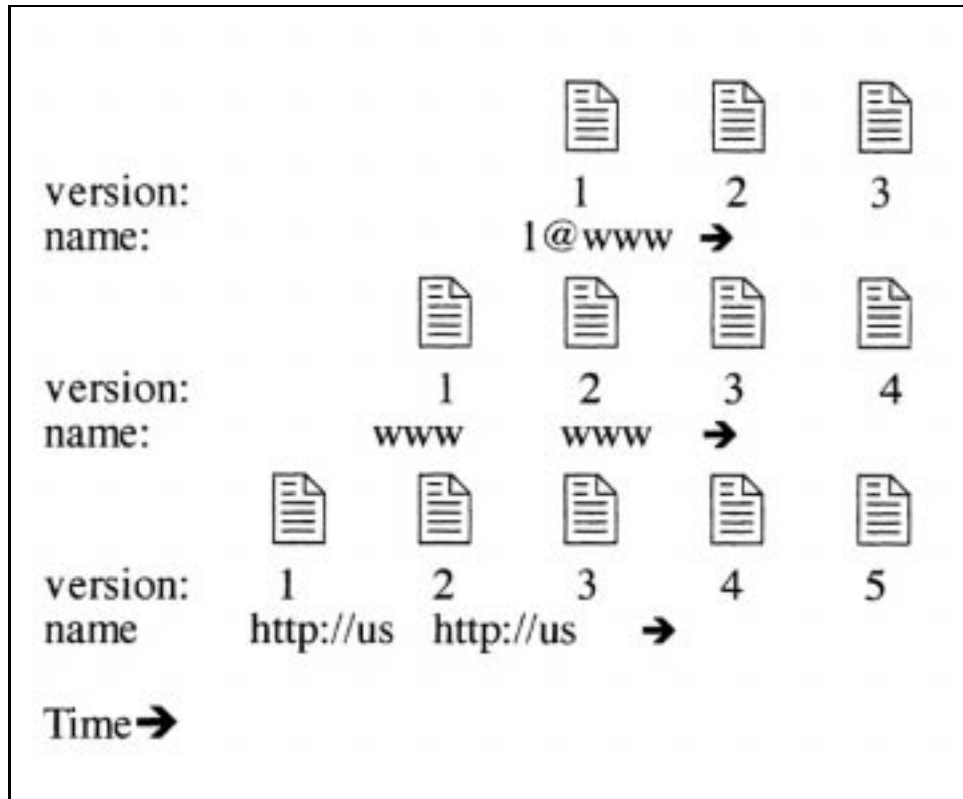 version: 1 2 3
name: 1@www ➔
version: 1 2 3 4
name: www www ➔
version: 1 2 3 4 5
name http://us http://us ➔
Time➔